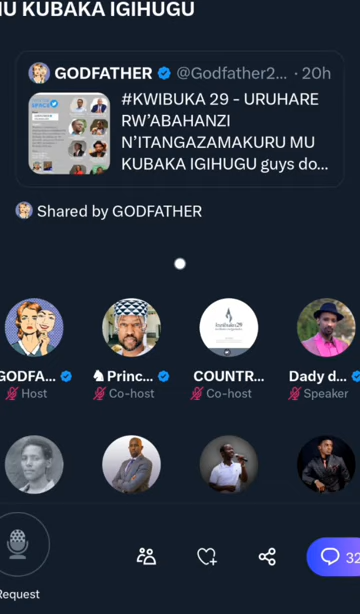 MU KUBAKA IGIHUGU
GODFATHER @Godfather2... · 20h
#KWIBUKA 29 - URUHARE
RW'ABAHANZI
N'ITANGAZAMAKURU MU
KUBAKA IGIHUGU guys do...
Shared by GODFATHER
GODFA... ♞ Princ... COUNTR... Dady d...
Host Co-host Co-host Speaker
Request
32